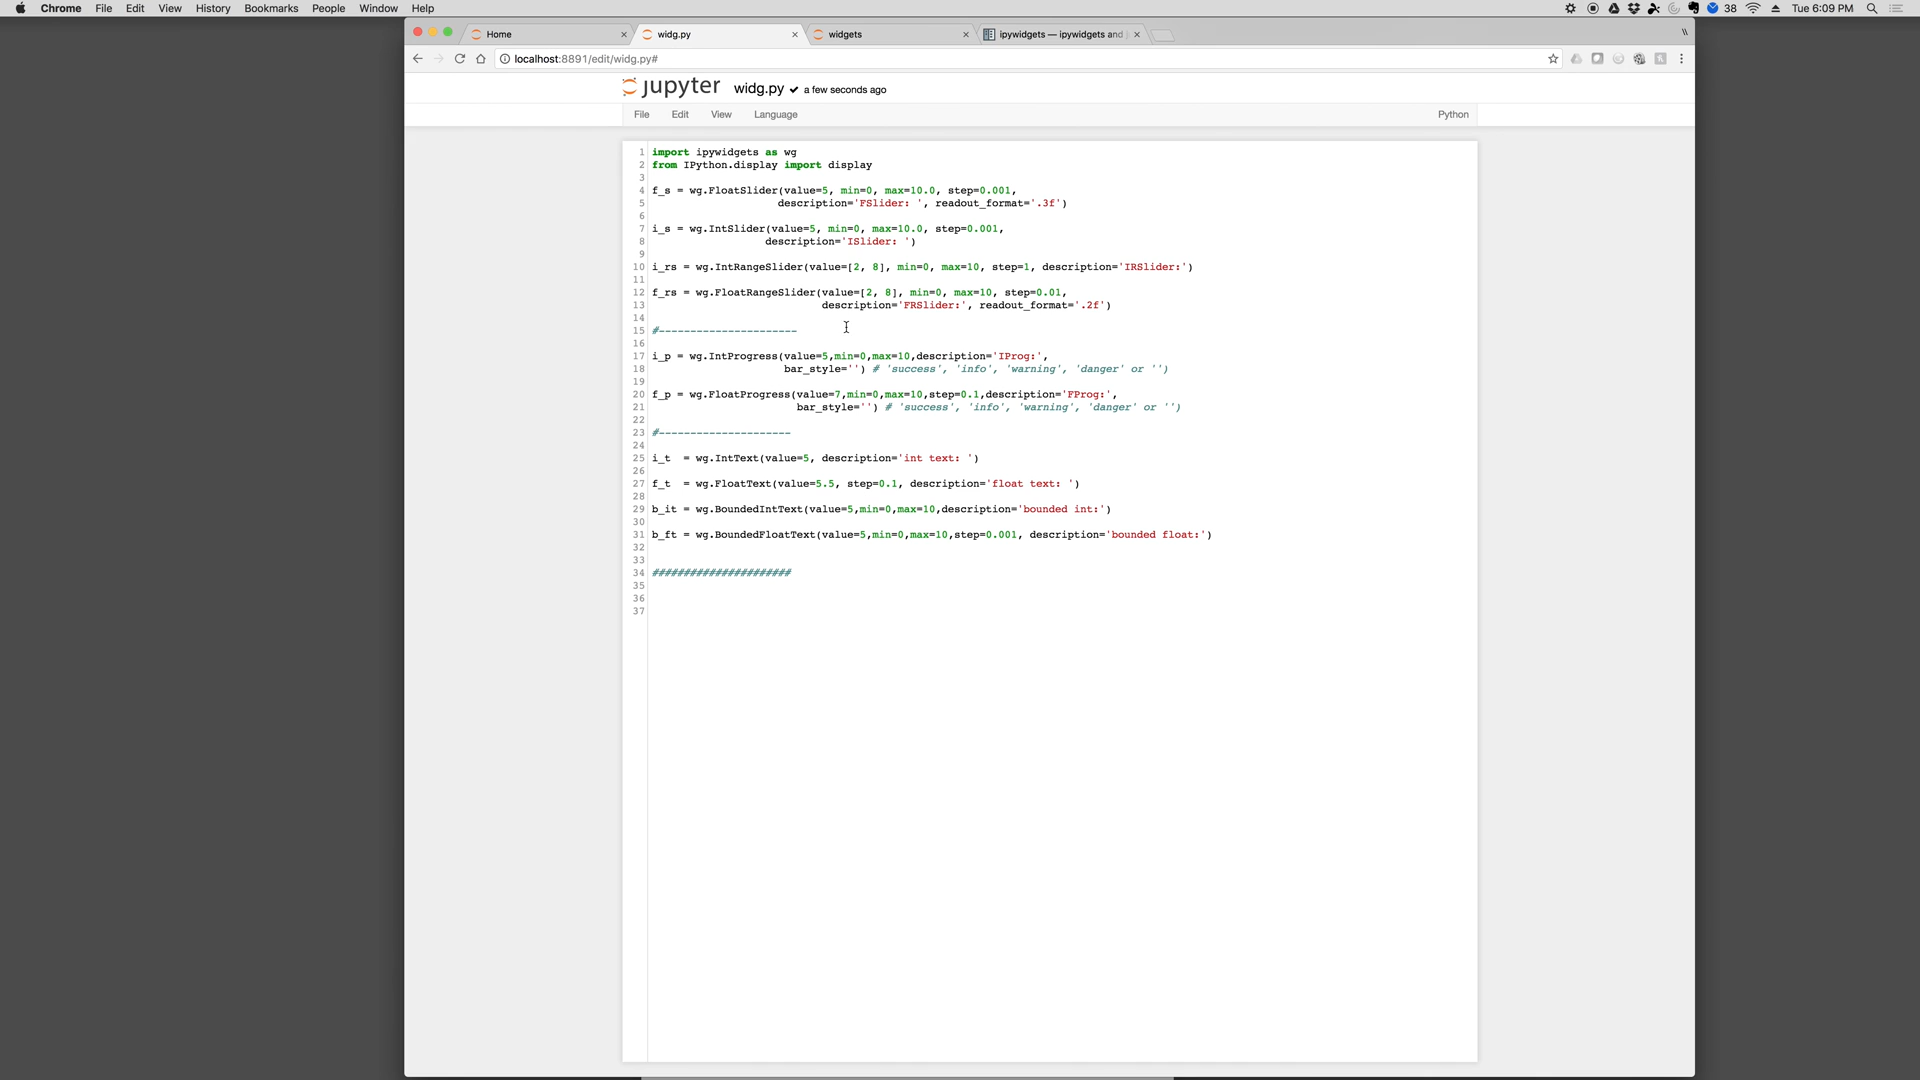 Chrome File Edit View History Bookmarks People Window Help 38 Tue 6:09 PM
Home widg.py widgets ipywidgets — ipywidgets and j
localhost:8891/edit/widg.py#
jupyter widg.py a few seconds ago
File Edit View Language Python
1 import ipywidgets as wg
2 from IPython.display import display
3
4 f_s = wg.FloatSlider(value=5, min=0, max=10.0, step=0.001,
5 description='FSlider: ', readout_format='.3f')
6
7 i_s = wg.IntSlider(value=5, min=0, max=10.0, step=0.001,
8 description='ISlider: ')
9
10 i_rs = wg.IntRangeSlider(value=[2, 8], min=0, max=10, step=1, description='IRSlider:')
11
12 f_rs = wg.FloatRangeSlider(value=[2, 8], min=0, max=10, step=0.01,
13 description='FRSlider:', readout_format='.2f')
14
15 #----------------------
16
17 i_p = wg.IntProgress(value=5,min=0,max=10,description='IProg:',
18 bar_style='') # 'success', 'info', 'warning', 'danger' or '')
19
20 f_p = wg.FloatProgress(value=7,min=0,max=10,step=0.1,description='FProg:',
21 bar_style='') # 'success', 'info', 'warning', 'danger' or '')
22
23 #---------------------
24
25 i_t  = wg.IntText(value=5, description='int text: ')
26
27 f_t  = wg.FloatText(value=5.5, step=0.1, description='float text: ')
28
29 b_it = wg.BoundedIntText(value=5,min=0,max=10,description='bounded int:')
30
31 b_ft = wg.BoundedFloatText(value=5,min=0,max=10,step=0.001, description='bounded float:')
32
33
34 ######################
35
36
37